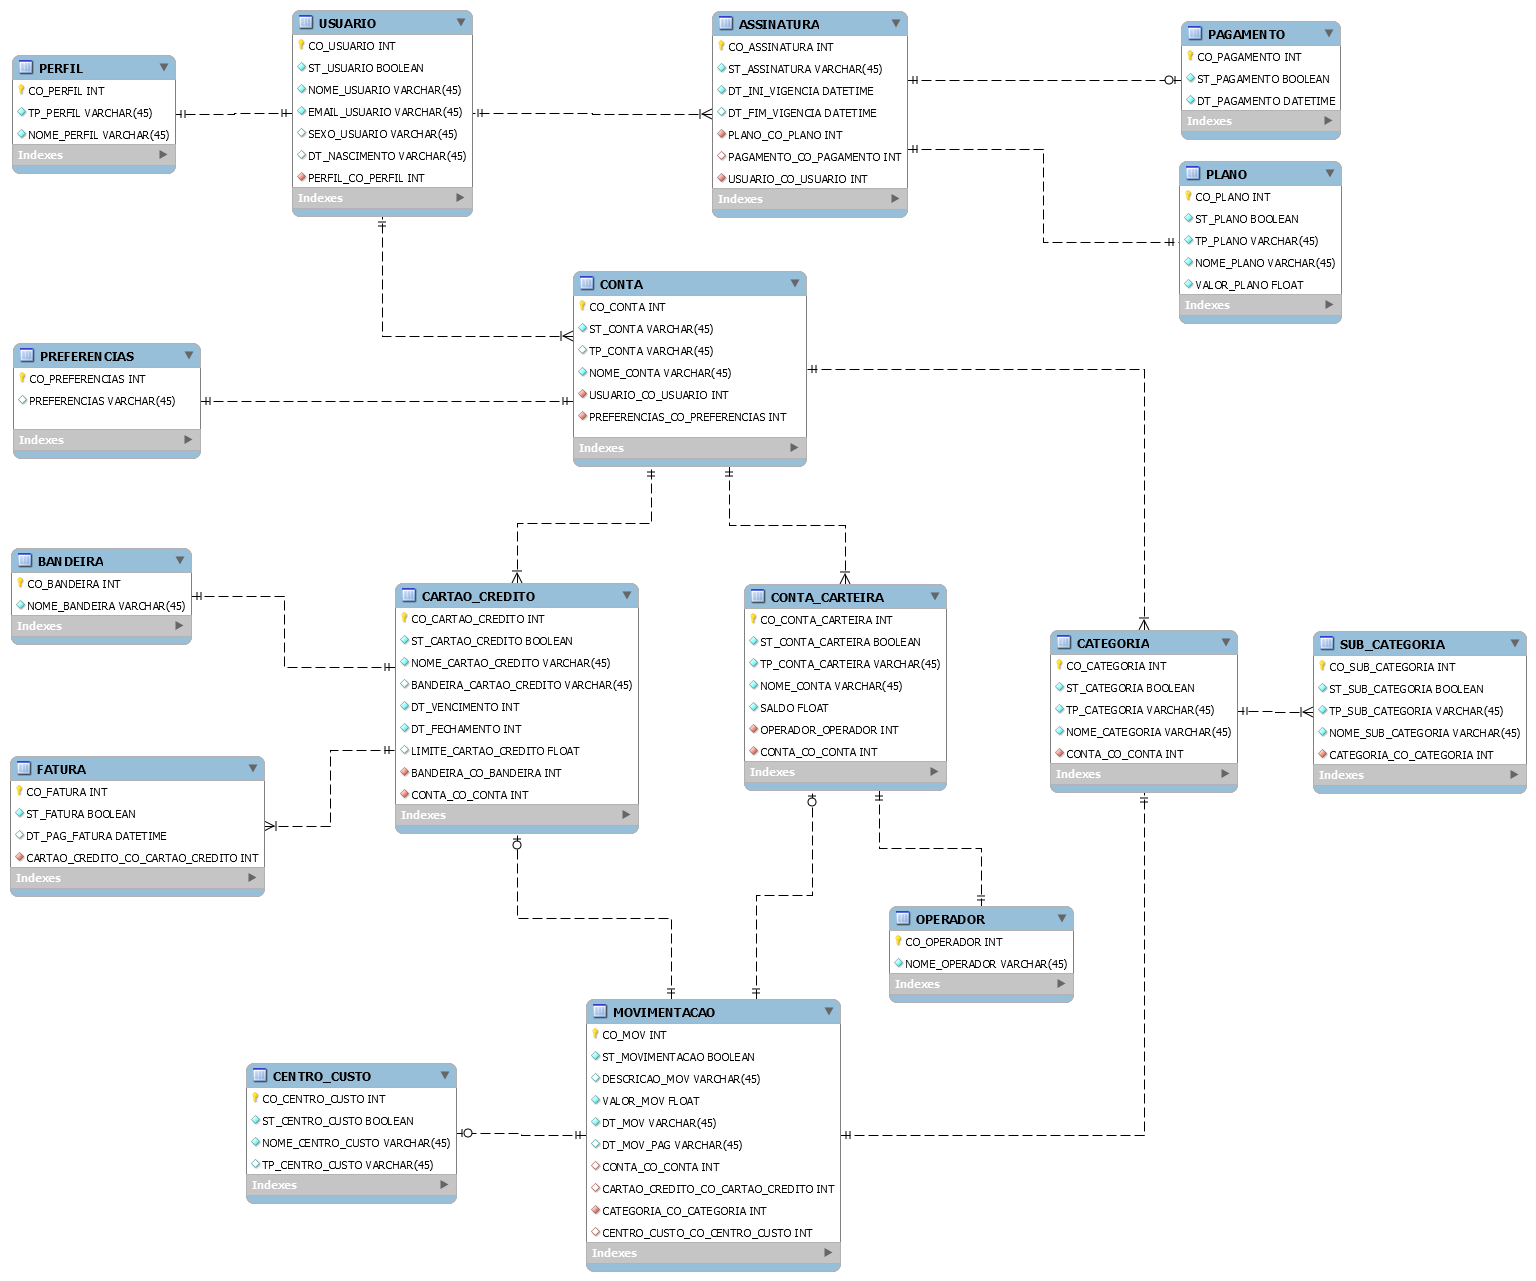 USUARIO
CO_USUARIO INT
ST_USUARIO BOOLEAN
NOME_USUARIO VARCHAR(45)
EMAIL_USUARIO VARCHAR(45)
SEXO_USUARIO VARCHAR(45)
DT_NASCIMENTO VARCHAR(45)
PERFIL_CO_PERFIL INT
Indexes
ASSINATURA
CO_ASSINATURA INT
ST_ASSINATURA VARCHAR(45)
DT_INI_VIGENCIA DATETIME
DT_FIM_VIGENCIA DATETIME
PLANO_CO_PLANO INT
PAGAMENTO_CO_PAGAMENTO INT
USUARIO_CO_USUARIO INT
Indexes
PAGAMENTO
CO_PAGAMENTO INT
ST_PAGAMENTO BOOLEAN
DT_PAGAMENTO DATETIME
Indexes
PERFIL
CO_PERFIL INT
TP_PERFIL VARCHAR(45)
NOME_PERFIL VARCHAR(45)
Indexes
PLANO
CO_PLANO INT
ST_PLANO BOOLEAN
TP_PLANO VARCHAR(45)
NOME_PLANO VARCHAR(45)
VALOR_PLANO FLOAT
Indexes
CONTA
CO_CONTA INT
ST_CONTA VARCHAR(45)
TP_CONTA VARCHAR(45)
NOME_CONTA VARCHAR(45)
USUARIO_CO_USUARIO INT
PREFERENCIAS_CO_PREFERENCIAS INT
Indexes
PREFERENCIAS
CO_PREFERENCIAS INT
PREFERENCIAS VARCHAR(45)
Indexes
BANDEIRA
CO_BANDEIRA INT
NOME_BANDEIRA VARCHAR(45)
Indexes
CARTAO_CREDITO
CO_CARTAO_CREDITO INT
ST_CARTAO_CREDITO BOOLEAN
NOME_CARTAO_CREDITO VARCHAR(45)
BANDEIRA_CARTAO_CREDITO VARCHAR(45)
DT_VENCIMENTO INT
DT_FECHAMENTO INT
LIMITE_CARTAO_CREDITO FLOAT
BANDEIRA_CO_BANDEIRA INT
CONTA_CO_CONTA INT
Indexes
CONTA_CARTEIRA
CO_CONTA_CARTEIRA INT
ST_CONTA_CARTEIRA BOOLEAN
TP_CONTA_CARTEIRA VARCHAR(45)
NOME_CONTA VARCHAR(45)
SALDO FLOAT
OPERADOR_OPERADOR INT
CONTA_CO_CONTA INT
Indexes
CATEGORIA
CO_CATEGORIA INT
ST_CATEGORIA BOOLEAN
TP_CATEGORIA VARCHAR(45)
NOME_CATEGORIA VARCHAR(45)
CONTA_CO_CONTA INT
Indexes
SUB_CATEGORIA
CO_SUB_CATEGORIA INT
ST_SUB_CATEGORIA BOOLEAN
TP_SUB_CATEGORIA VARCHAR(45)
NOME_SUB_CATEGORIA VARCHAR(45)
CATEGORIA_CO_CATEGORIA INT
Indexes
FATURA
CO_FATURA INT
ST_FATURA BOOLEAN
DT_PAG_FATURA DATETIME
CARTAO_CREDITO_CO_CARTAO_CREDITO INT
Indexes
OPERADOR
CO_OPERADOR INT
NOME_OPERADOR VARCHAR(45)
Indexes
MOVIMENTACAO
CO_MOV INT
ST_MOVIMENTACAO BOOLEAN
DESCRICAO_MOV VARCHAR(45)
VALOR_MOV FLOAT
DT_MOV VARCHAR(45)
DT_MOV_PAG VARCHAR(45)
CONTA_CO_CONTA INT
CARTAO_CREDITO_CO_CARTAO_CREDITO INT
CATEGORIA_CO_CATEGORIA INT
CENTRO_CUSTO_CO_CENTRO_CUSTO INT
Indexes
CENTRO_CUSTO
CO_CENTRO_CUSTO INT
ST_CENTRO_CUSTO BOOLEAN
NOME_CENTRO_CUSTO VARCHAR(45)
TP_CENTRO_CUSTO VARCHAR(45)
Indexes